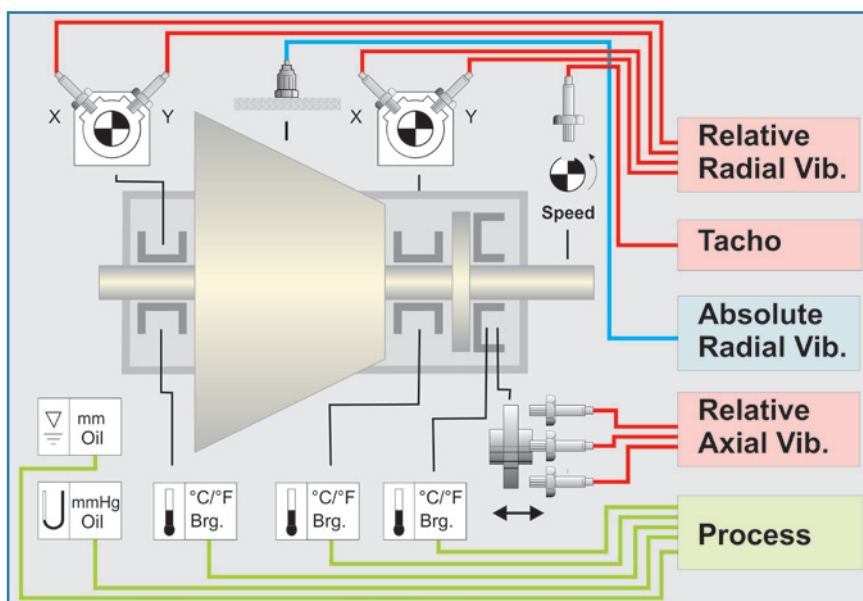 X
Y
X
Y
Relative
Radial Vib.
Speed
Tacho
Absolute
Radial Vib.
Relative
Axial Vib.
mm
Oil
mmHg
Oil
°C/°F
Brg.
°C/°F
Brg.
°C/°F
Brg.
Process